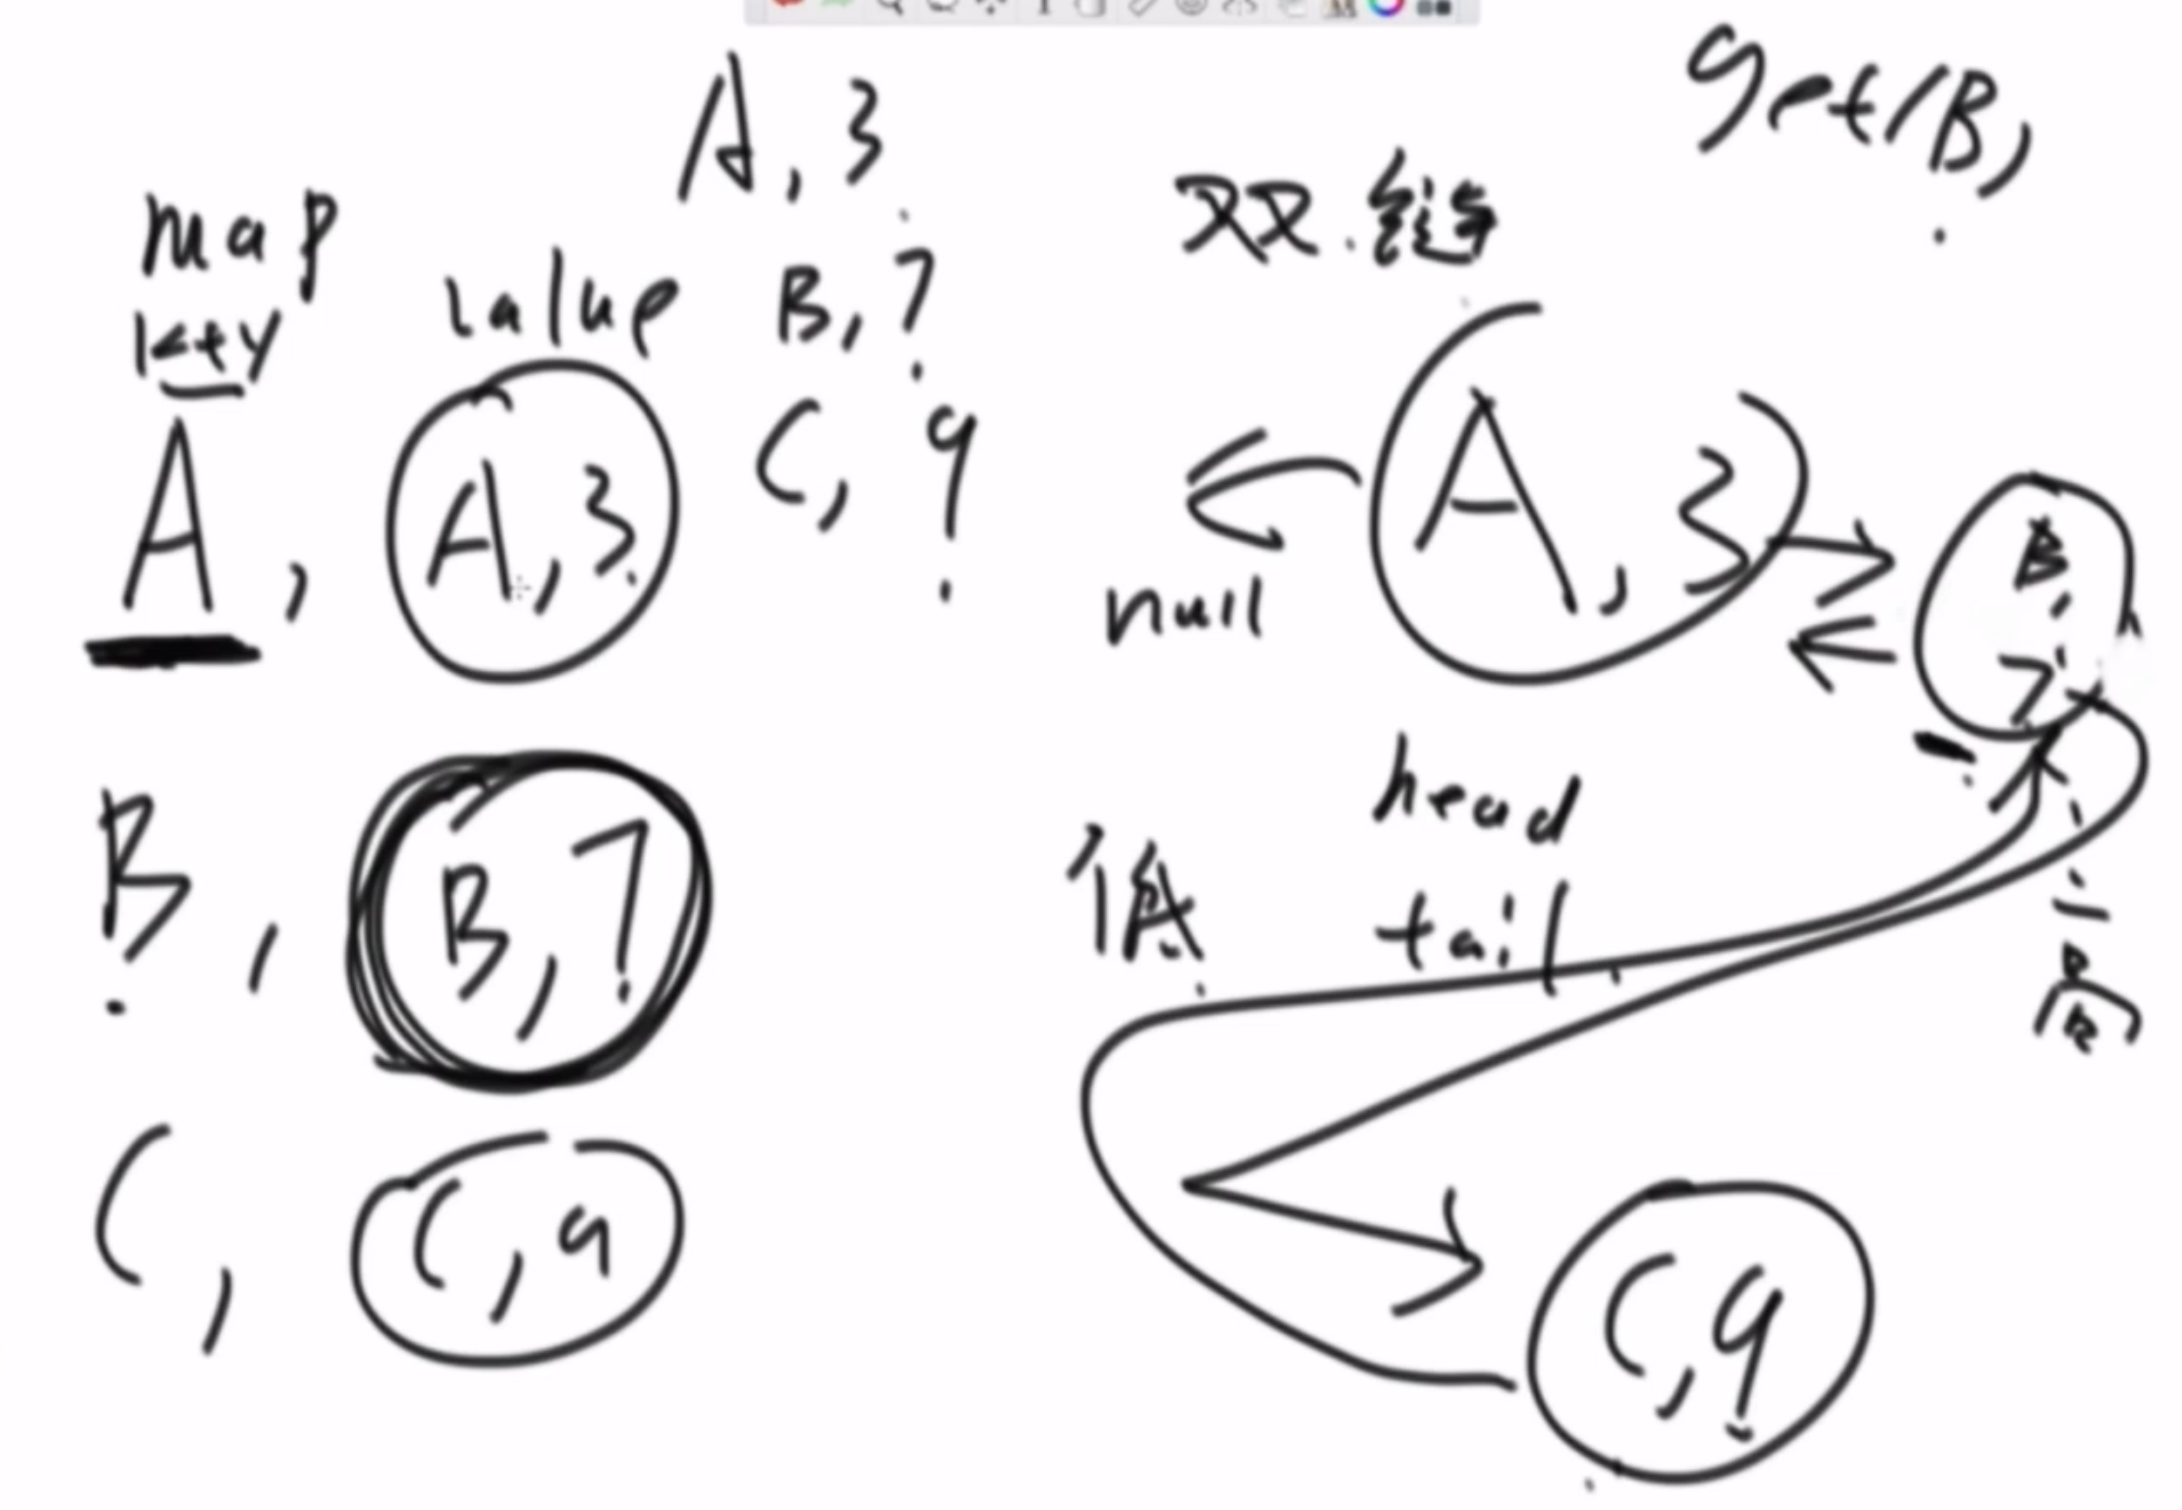 A, 3
get(B)
map
双链
key
value
B, 7
C, 9
A, A, 3
A, 3
null
B, 7
head
低
tail
B, B, 7
C, C, 9
C, 9